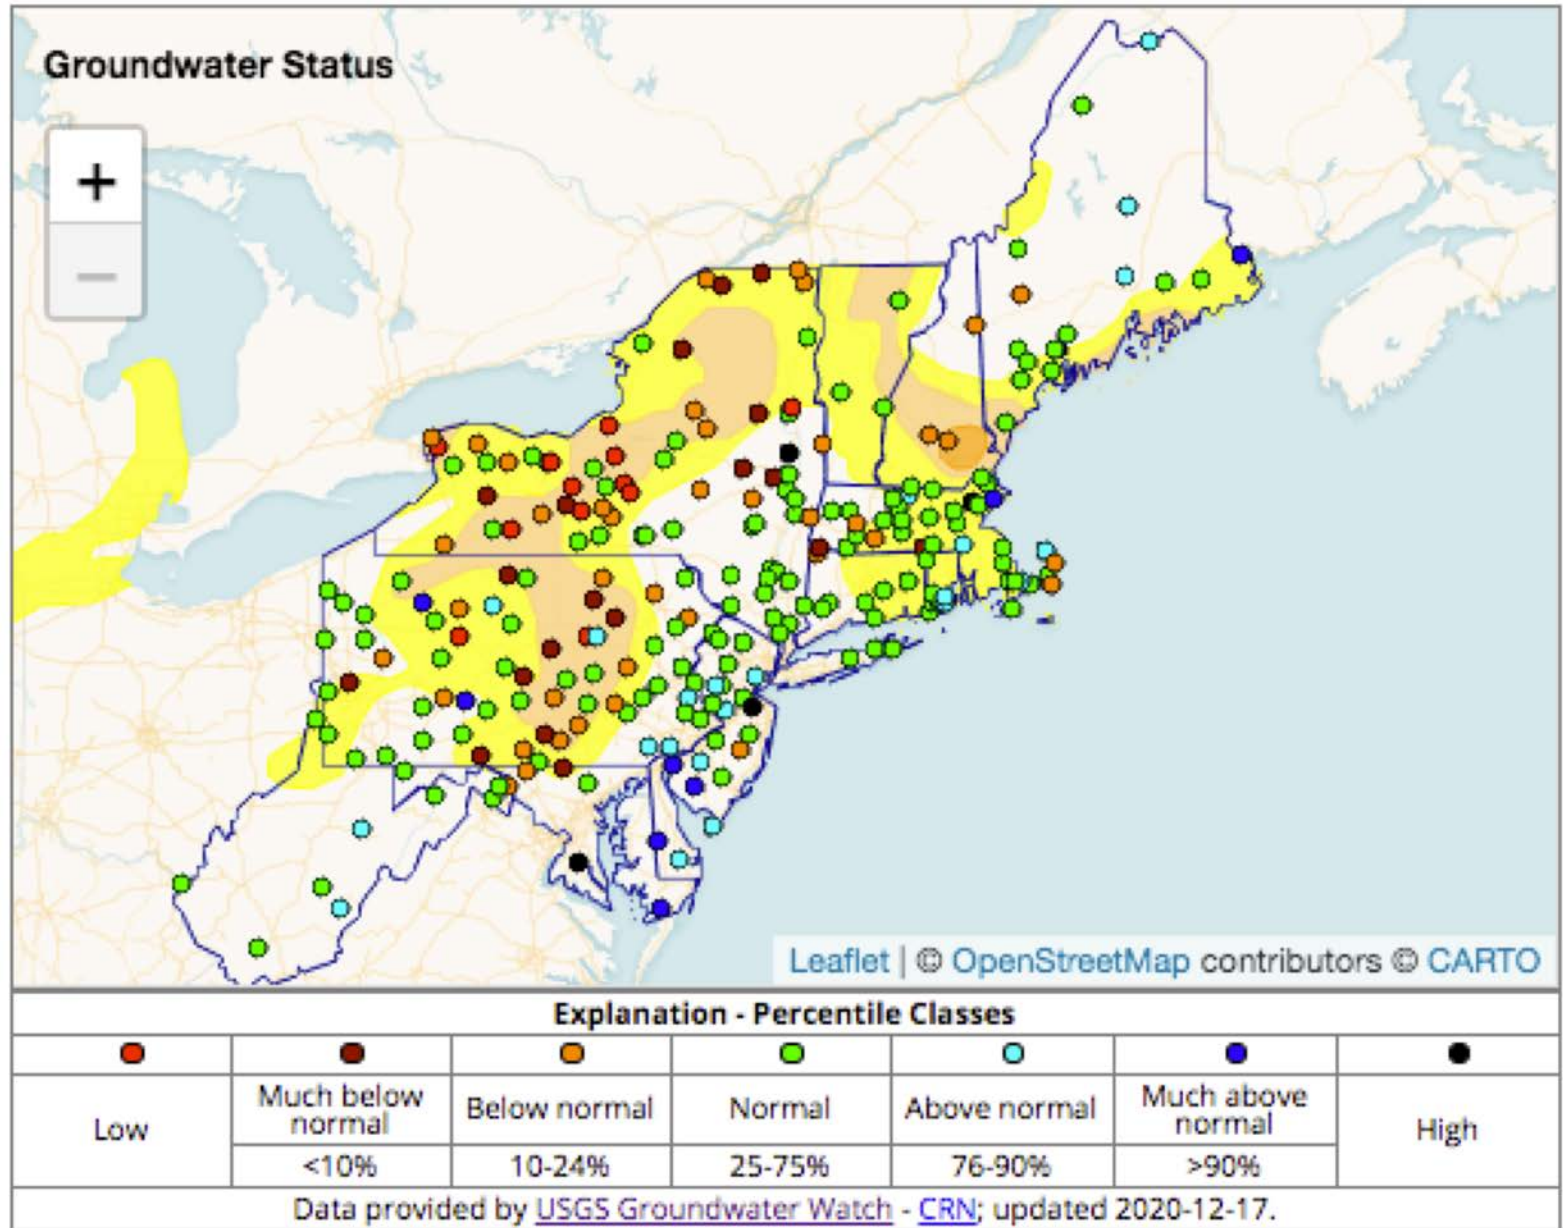 Groundwater Status
+
−
Leaflet | © OpenStreetMap contributors © CARTO
Explanation - Percentile Classes
Low
Much below normal
Below normal
Normal
Above normal
Much above normal
High
<10%
10-24%
25-75%
76-90%
>90%
Data provided by USGS Groundwater Watch - CRN; updated 2020-12-17.